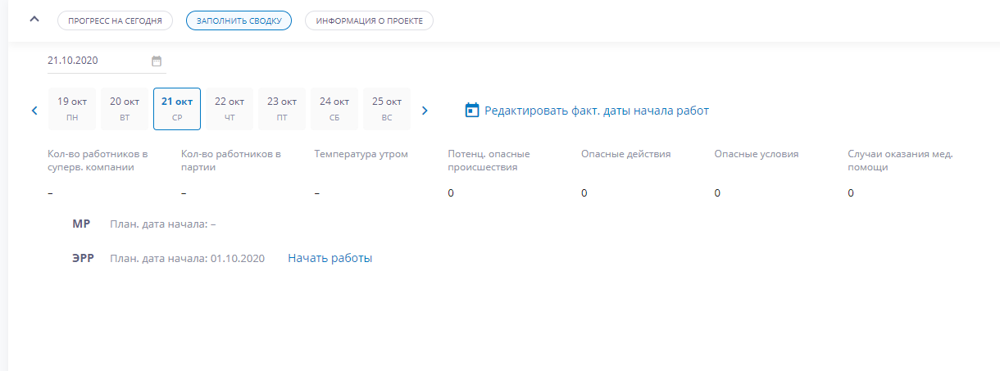 ПРОГРЕСС НА СЕГОДНЯ ЗАПОЛНИТЬ СВОДКУ ИНФОРМАЦИЯ О ПРОЕКТЕ
21.10.2020
19 окт 20 окт 21 окт 22 окт 23 окт 24 окт 25 окт
ПН ВТ СР ЧТ ПТ СБ ВС
Редактировать факт. даты начала работ
Кол-во работников в суперв. компании
Кол-во работников в партии
Температура утром
Потенц. опасные происшествия
Опасные действия
Опасные условия
Случаи оказания мед. помощи
– – – 0 0 0 0
МР План. дата начала: –
ЭРР План. дата начала: 01.10.2020 Начать работы